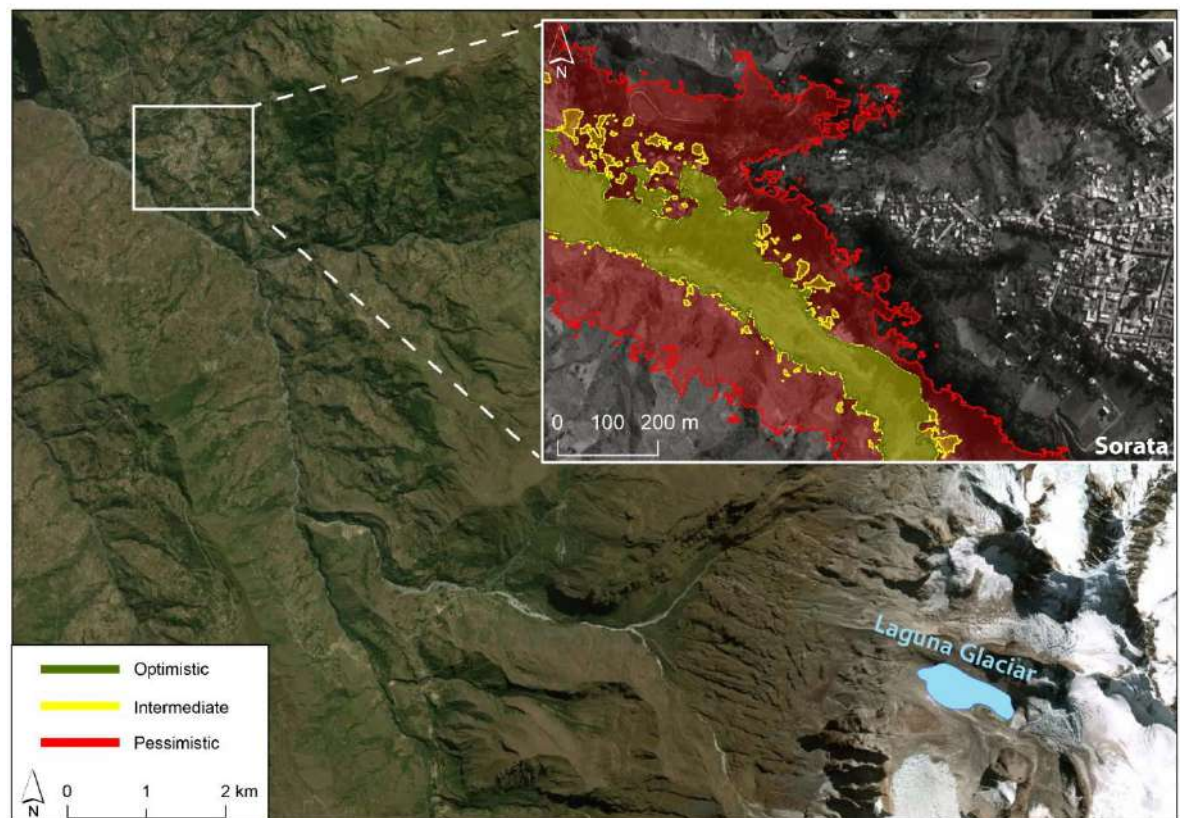 N
0 100 200 m
Sorata
Laguna Glaciar
Optimistic
Intermediate
Pessimistic
N
0 1 2 km